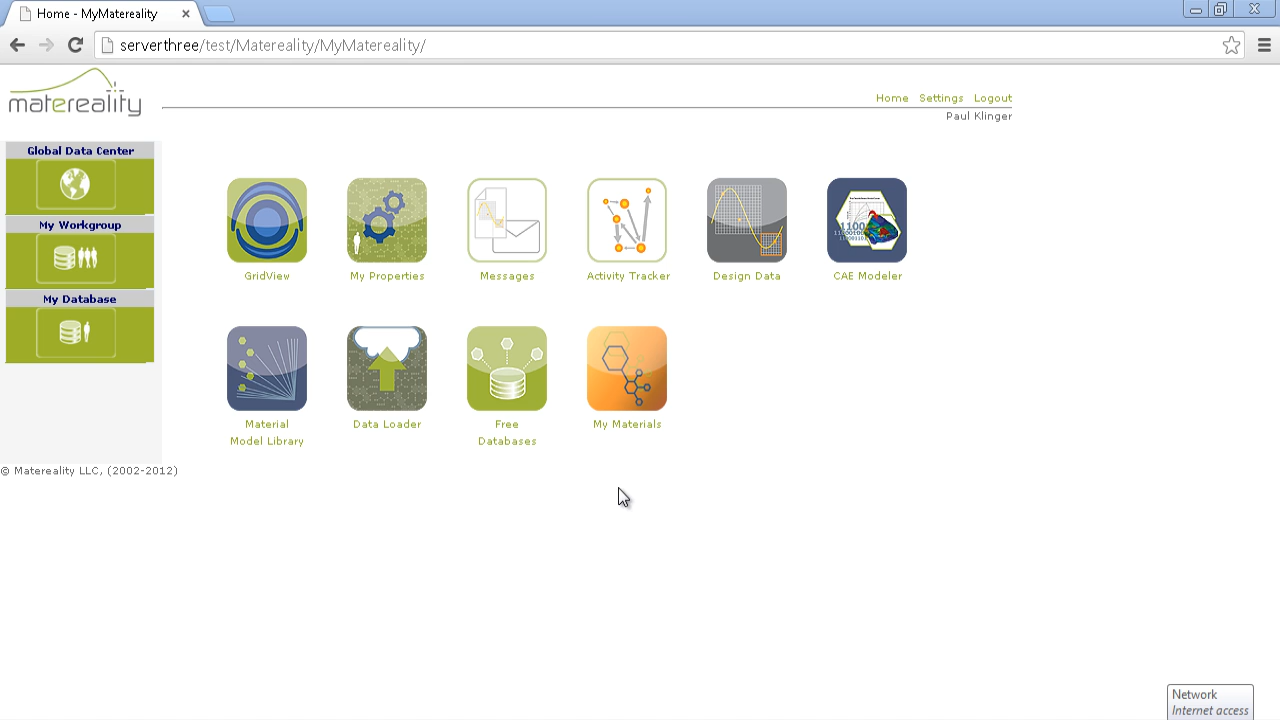 Home - MyMatereality
serverthree/test/Matereality/MyMatereality/
matereality
Home Settings Logout
Paul Klinger
Global Data Center
My Workgroup
My Database
GridView
My Properties
Messages
Activity Tracker
Design Data
CAE Modeler
Material
Model Library
Data Loader
Free
Databases
My Materials
© Matereality LLC, (2002-2012)
Network
Internet access